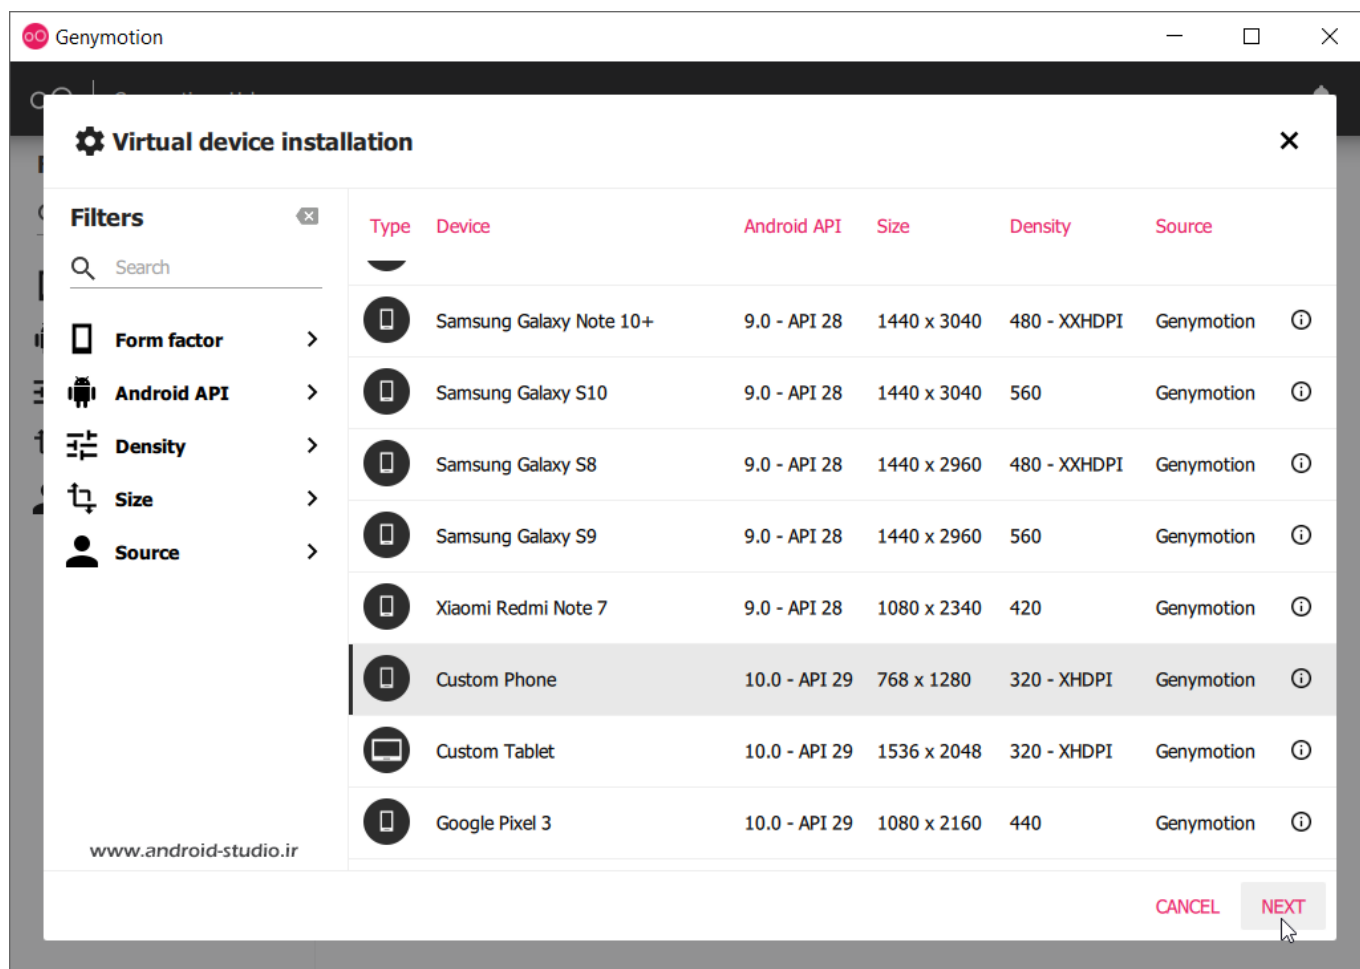 Genymotion
Virtual device installation
Filters
Search
Form factor
Android API
Density
Size
Source
www.android-studio.ir
Type Device Android API Size Density Source
Samsung Galaxy Note 10+ 9.0 - API 28 1440 x 3040 480 - XXHDPI Genymotion
Samsung Galaxy S10 9.0 - API 28 1440 x 3040 560 Genymotion
Samsung Galaxy S8 9.0 - API 28 1440 x 2960 480 - XXHDPI Genymotion
Samsung Galaxy S9 9.0 - API 28 1440 x 2960 560 Genymotion
Xiaomi Redmi Note 7 9.0 - API 28 1080 x 2340 420 Genymotion
Custom Phone 10.0 - API 29 768 x 1280 320 - XHDPI Genymotion
Custom Tablet 10.0 - API 29 1536 x 2048 320 - XHDPI Genymotion
Google Pixel 3 10.0 - API 29 1080 x 2160 440 Genymotion
CANCEL NEXT